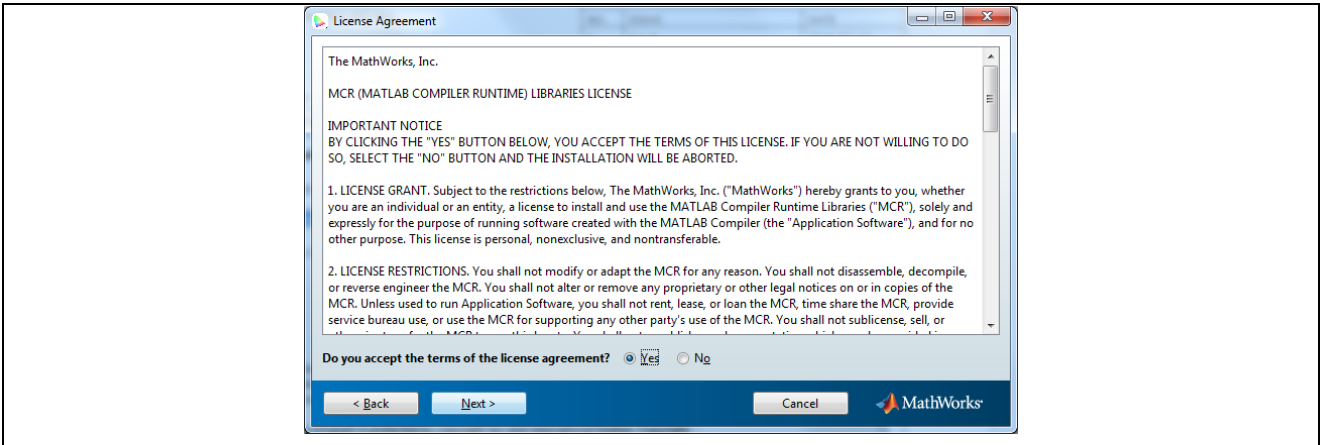 License Agreement
The MathWorks, Inc.
MCR (MATLAB COMPILER RUNTIME) LIBRARIES LICENSE
IMPORTANT NOTICE
BY CLICKING THE "YES" BUTTON BELOW, YOU ACCEPT THE TERMS OF THIS LICENSE. IF YOU ARE NOT WILLING TO DO
SO, SELECT THE "NO" BUTTON AND THE INSTALLATION WILL BE ABORTED.
1. LICENSE GRANT. Subject to the restrictions below, The MathWorks, Inc. ("MathWorks") hereby grants to you, whether
you are an individual or an entity, a license to install and use the MATLAB Compiler Runtime Libraries ("MCR"), solely and
expressly for the purpose of running software created with the MATLAB Compiler (the "Application Software"), and for no
other purpose. This license is personal, nonexclusive, and nontransferable.
2. LICENSE RESTRICTIONS. You shall not modify or adapt the MCR for any reason. You shall not disassemble, decompile,
or reverse engineer the MCR. You shall not alter or remove any proprietary or other legal notices on or in copies of the
MCR. Unless used to run Application Software, you shall not rent, lease, or loan the MCR, time share the MCR, provide
service bureau use, or use the MCR for supporting any other party's use of the MCR. You shall not sublicense, sell, or
Do you accept the terms of the license agreement? Yes No
< Back Next > Cancel MathWorks